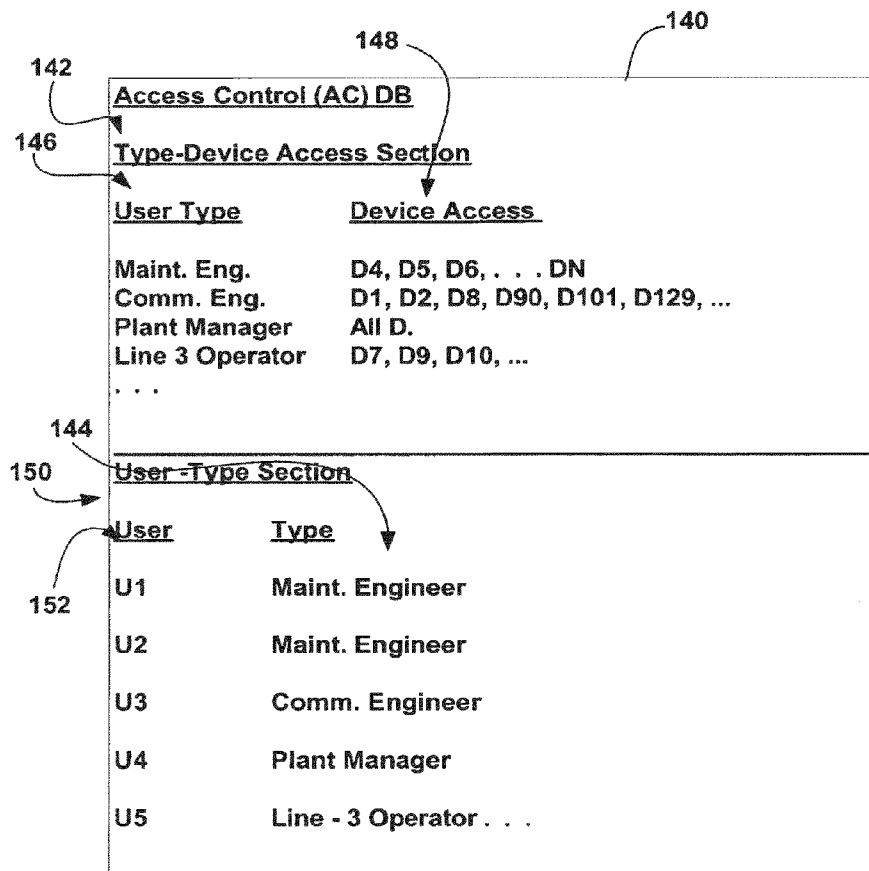 148
140
142
Access Control (AC) DB
146
Type-Device Access Section
User Type Device Access
Maint. Eng. D4, D5, D6, . . . DN
Comm. Eng. D1, D2, D8, D90, D101, D129, ...
Plant Manager All D.
Line 3 Operator D7, D9, D10, ...
. . .
144
150
User -Type Section
User Type
U1 Maint. Engineer
152
U2 Maint. Engineer
U3 Comm. Engineer
U4 Plant Manager
U5 Line - 3 Operator . . .